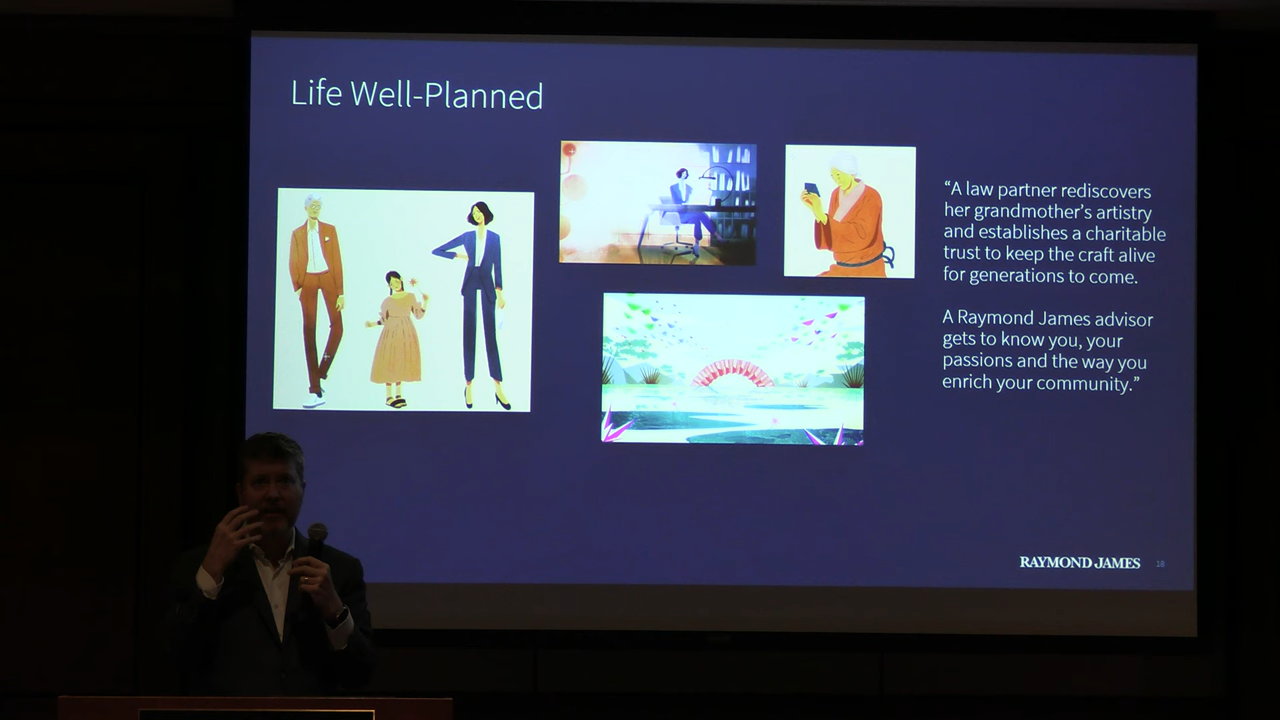 Life Well-Planned
“A law partner rediscovers
her grandmother’s artistry
and establishes a charitable
trust to keep the craft alive
for generations to come.
A Raymond James advisor
gets to know you, your
passions and the way you
enrich your community.”
RAYMOND JAMES
18